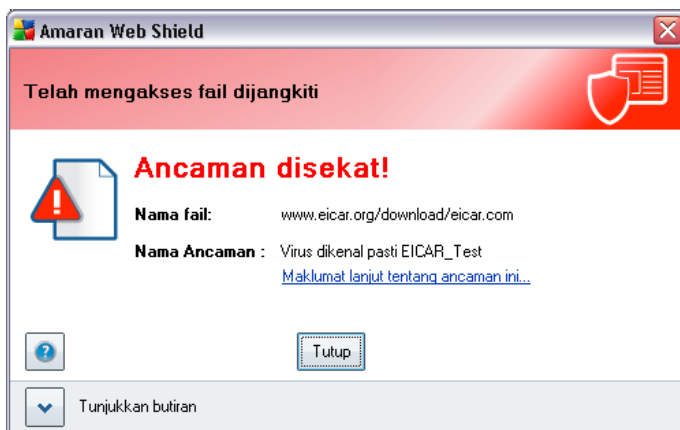 Amaran Web Shield
Telah mengakses fail dijangkiti
Ancaman disekat!
Nama fail: www.eicar.org/download/eicar.com
Nama Ancaman : Virus dikenal pasti EICAR_Test
Maklumat lanjut tentang ancaman ini...
Tutup
Tunjukkan butiran